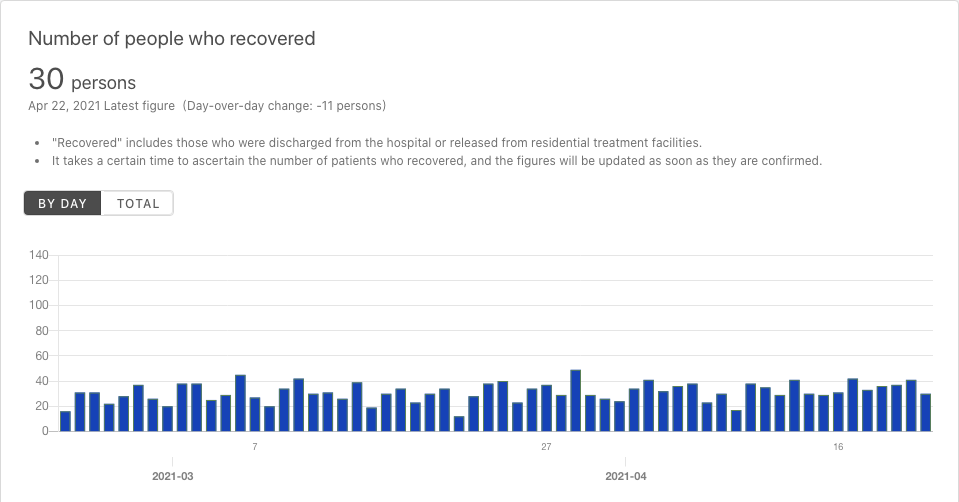 Number of people who recovered
30 persons
Apr 22, 2021 Latest figure (Day-over-day change: -11 persons)
• "Recovered" includes those who were discharged from the hospital or released from residential treatment facilities.
• It takes a certain time to ascertain the number of patients who recovered, and the figures will be updated as soon as they are confirmed.
BY DAY TOTAL
140
120
100
80
60
40
20
0
7 27 16
2021-03 2021-04